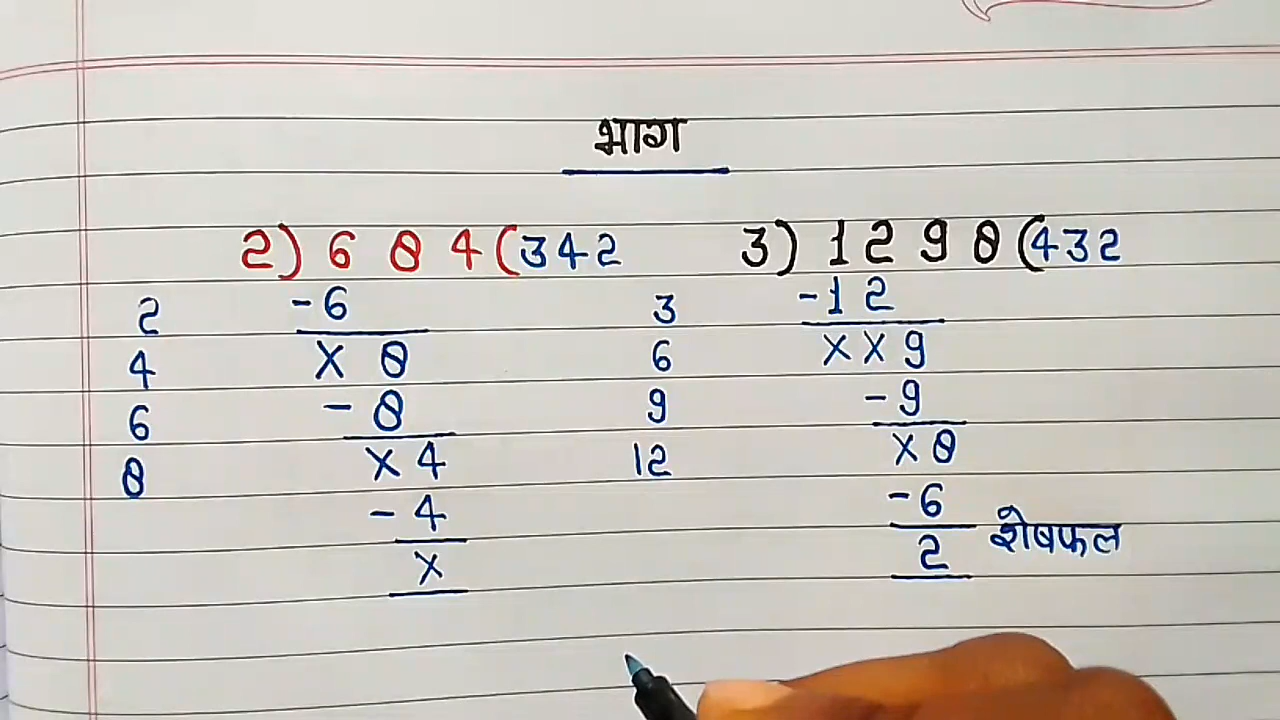 भाग
2) 6 8 4 (342
2 -6
4 x 8
6 - 8
8 x 4
- 4
x
3) 1 2 9 8 (432
3 -1 2
6 x x 9
9 -9
12 x 8
-6
2 शेषफल